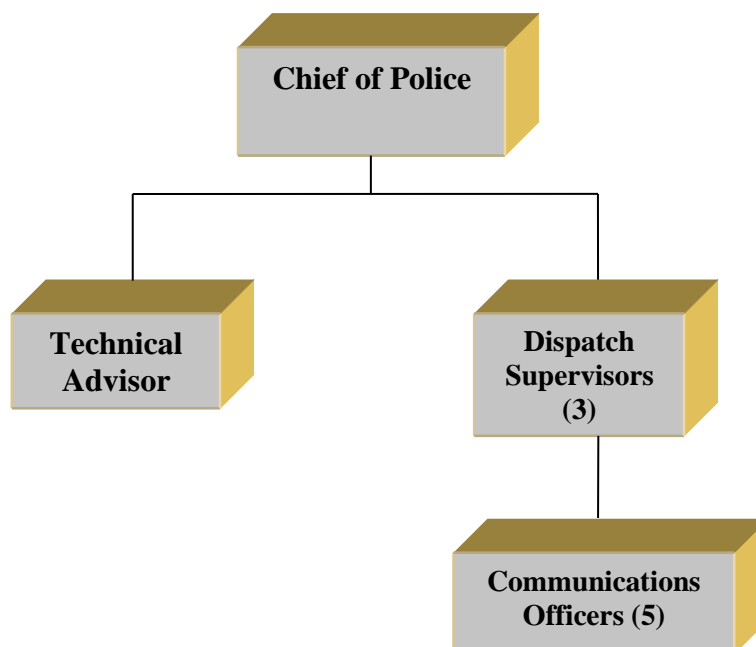 Chief of Police
Technical
Advisor
Dispatch
Supervisors
(3)
Communications
Officers (5)